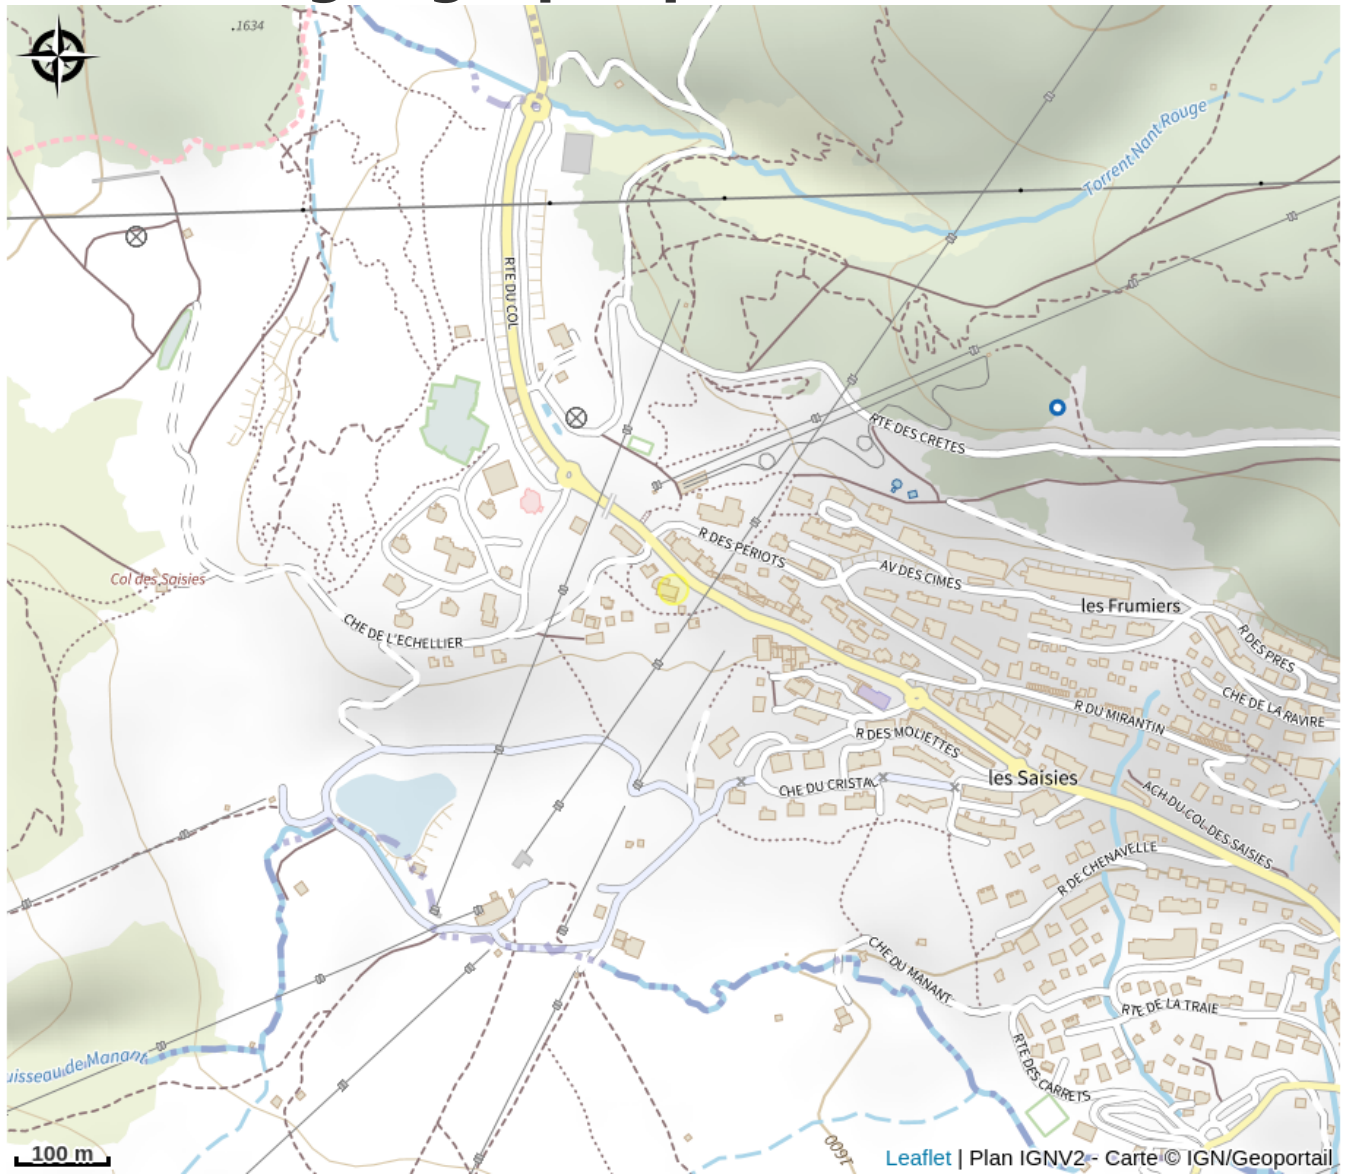 .1634
Torrent Nant Rouge
RTE DU COL
RTE DES CRETES
R DES PERIOTS
AV DES CIMES
Col des Saisies
les Frumiers
CHE DE L'ECHELLIER
R DES PRES
CHE DE LA RAVIRE
R DU MIRANTIN
R DES MOLIETTES
les Saisies
CHE DU CRISTAL
ACH DU COL DES SAISIES
R DE CHENAVELLE
CHE DU MANANT
RTE DE LA TRAIE
uisseau de Manant
RTE DES CARRETS
1600
100 m
Leaflet | Plan IGNV2 - Carte © IGN/Geoportail